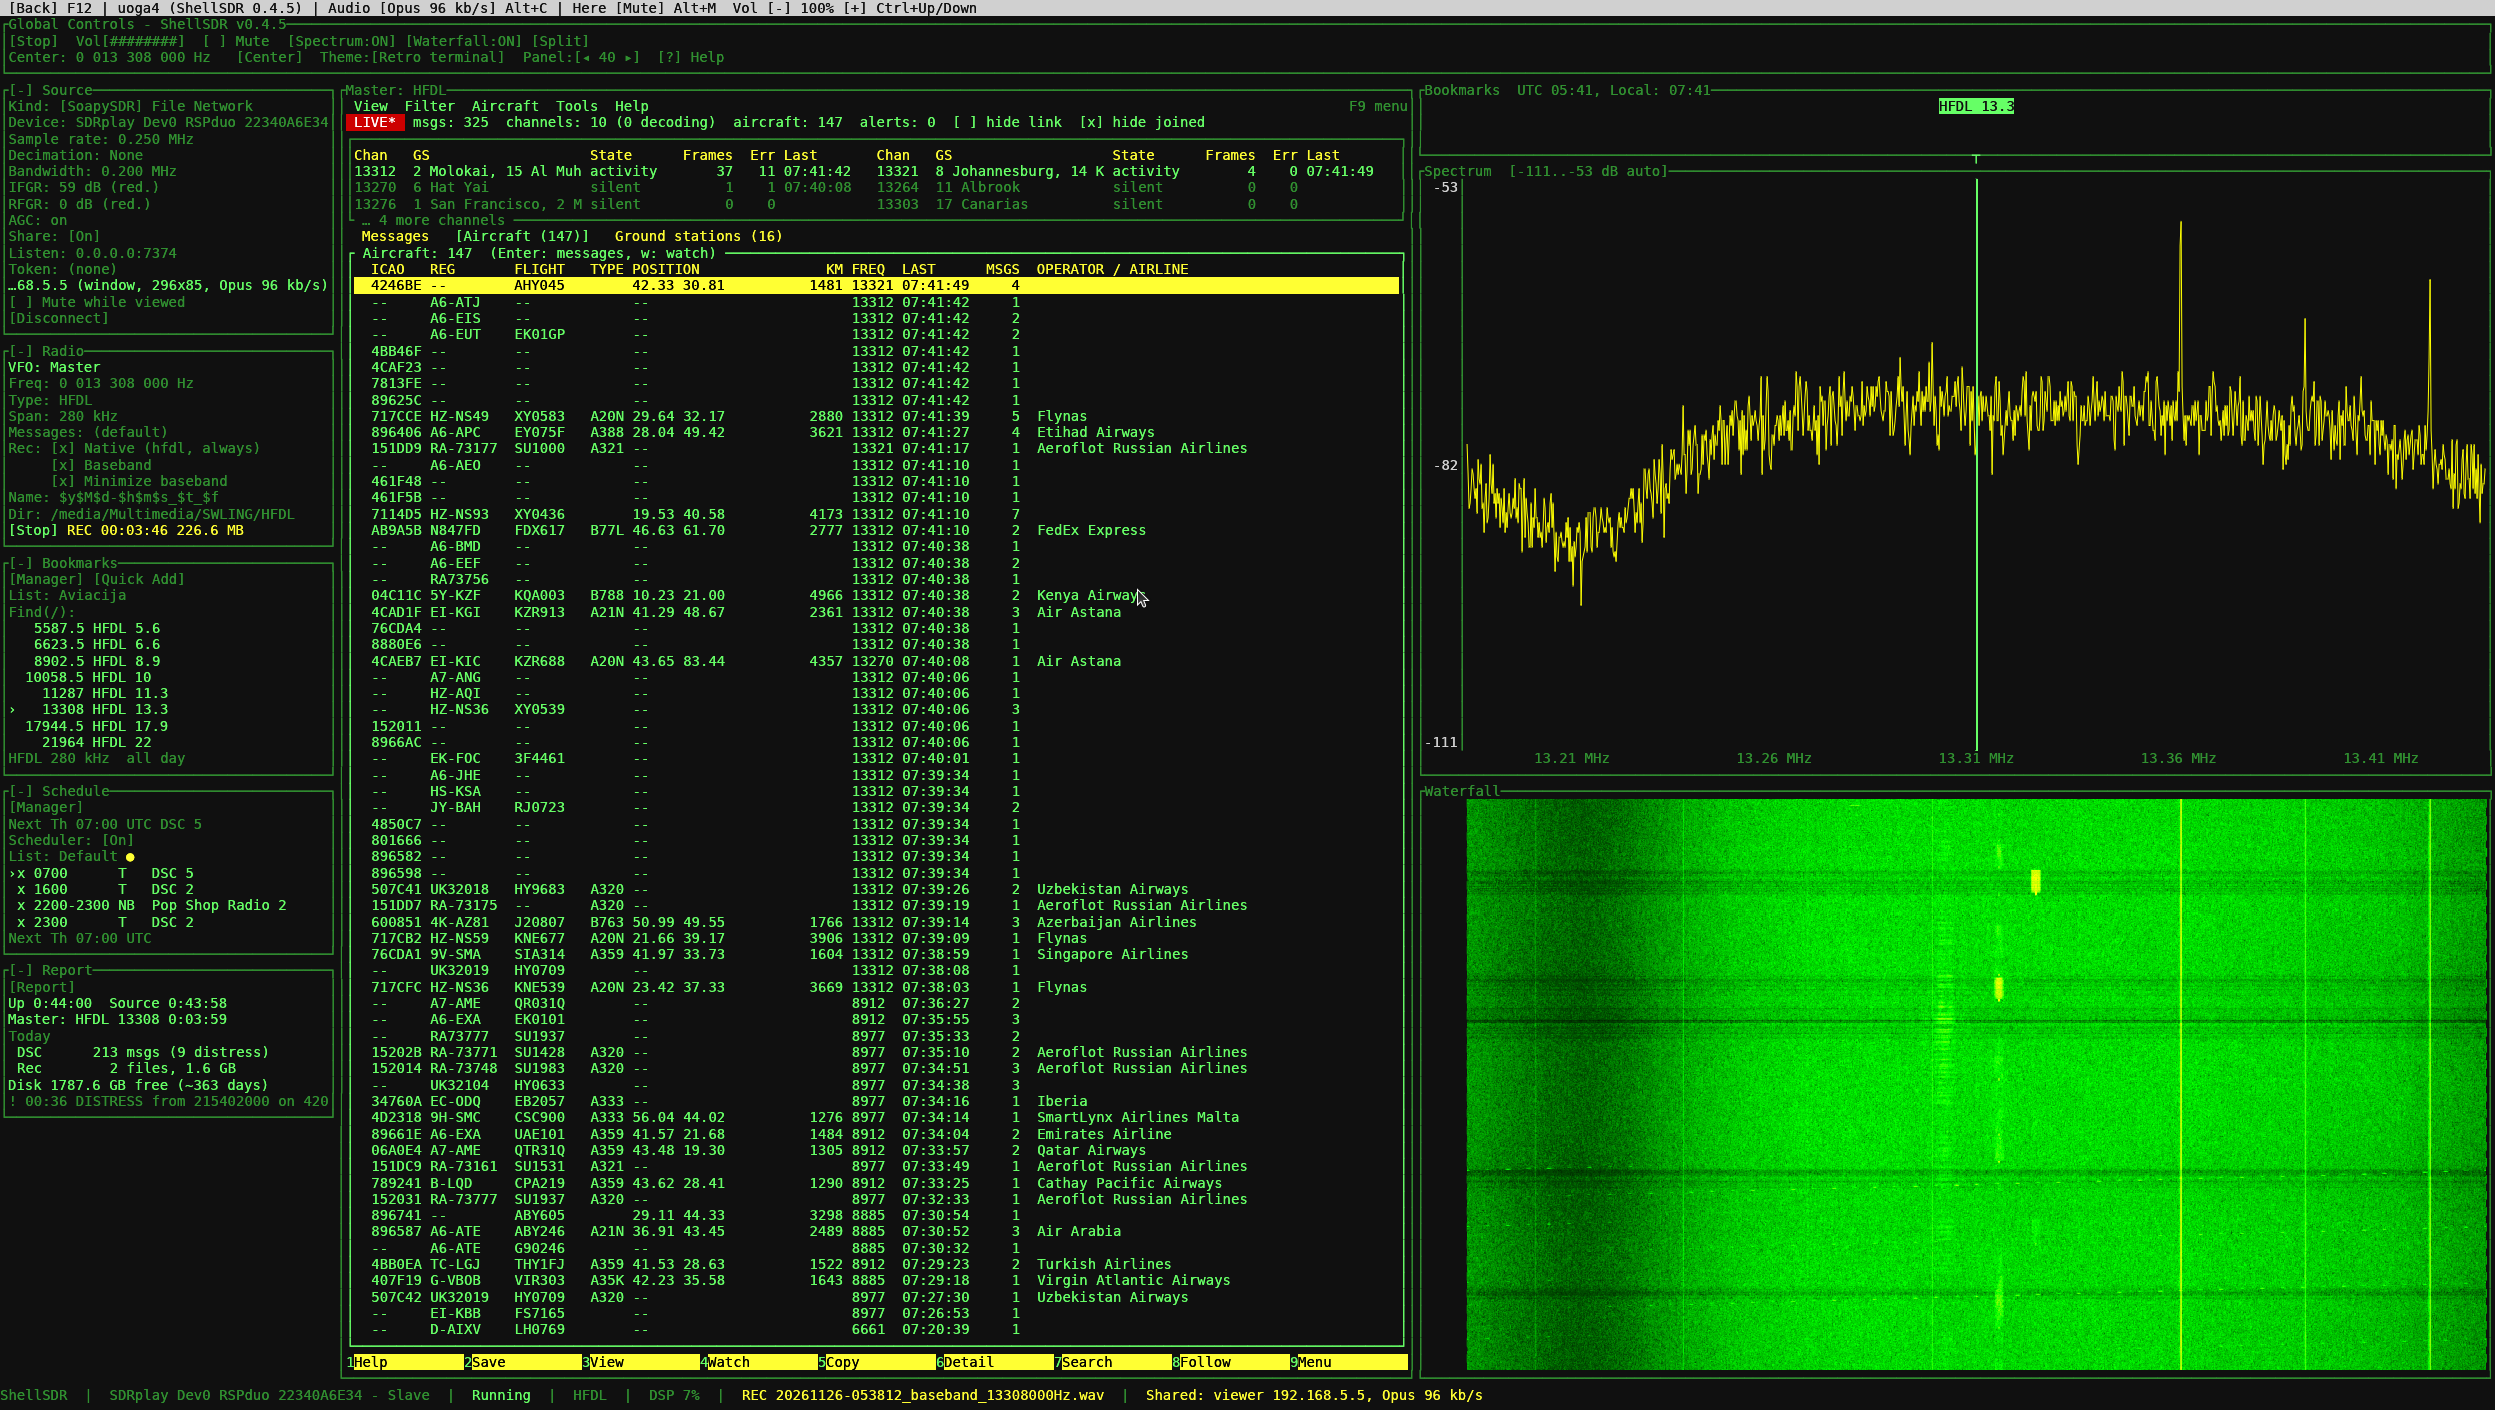 [Back] F12 | uoga4 (ShellSDR 0.4.5) | Audio [Opus 96 kb/s] Alt+C | Here [Mute] Alt+M  Vol [-] 100% [+] Ctrl+Up/Down
Global Controls - ShellSDR v0.4.5
[Stop]  Vol[########]  [ ] Mute  [Spectrum:ON] [Waterfall:ON] [Split]
Center: 0 013 308 000 Hz   [Center]  Theme:[Retro terminal]  Panel:[◂ 40 ▸]  [?] Help
[-] Source
Kind: [SoapySDR] File Network
Device: SDRplay Dev0 RSPduo 22340A6E34
Sample rate: 0.250 MHz
Decimation: None
Bandwidth: 0.200 MHz
IFGR: 59 dB (red.)
RFGR: 0 dB (red.)
AGC: on
Share: [On]
Listen: 0.0.0.0:7374
Token: (none)
…68.5.5 (window, 296x85, Opus 96 kb/s)
[ ] Mute while viewed
[Disconnect]
[-] Radio
VFO: Master
Freq: 0 013 308 000 Hz
Type: HFDL
Span: 280 kHz
Messages: (default)
Rec: [x] Native (hfdl, always)
[x] Baseband
[x] Minimize baseband
Name: $y$M$d-$h$m$s_$t_$f
Dir: /media/Multimedia/SWLING/HFDL
[Stop] REC 00:03:46 226.6 MB
[-] Bookmarks
[Manager] [Quick Add]
List: Aviacija
Find(/):
5587.5 HFDL 5.6
6623.5 HFDL 6.6
8902.5 HFDL 8.9
10058.5 HFDL 10
11287 HFDL 11.3
›   13308 HFDL 13.3
17944.5 HFDL 17.9
21964 HFDL 22
HFDL 280 kHz  all day
[-] Schedule
[Manager]
Next Th 07:00 UTC DSC 5
Scheduler: [On]
List: Default ●
›x 0700      T   DSC 5
x 1600      T   DSC 2
x 2200-2300 NB  Pop Shop Radio 2
x 2300      T   DSC 2
Next Th 07:00 UTC
[-] Report
[Report]
Up 0:44:00  Source 0:43:58
Master: HFDL 13308 0:03:59
Today
DSC      213 msgs (9 distress)
Rec        2 files, 1.6 GB
Disk 1787.6 GB free (~363 days)
! 00:36 DISTRESS from 215402000 on 420
Master: HFDL
View  Filter  Aircraft  Tools  Help  F9 menu
LIVE*  msgs: 325  channels: 10 (0 decoding)  aircraft: 147  alerts: 0  [ ] hide link  [x] hide joined
Chan   GS                   State      Frames  Err Last       Chan   GS                   State      Frames  Err Last
13312  2 Molokai, 15 Al Muh activity       37   11 07:41:42   13321  8 Johannesburg, 14 K activity        4    0 07:41:49
13270  6 Hat Yai            silent          1    1 07:40:08   13264  11 Albrook           silent          0    0
13276  1 San Francisco, 2 M silent          0    0            13303  17 Canarias          silent          0    0
… 4 more channels
Messages   [Aircraft (147)]   Ground stations (16)
Aircraft: 147  (Enter: messages, w: watch)
ICAO   REG       FLIGHT   TYPE POSITION               KM FREQ  LAST      MSGS  OPERATOR / AIRLINE
4246BE --        AHY045        42.33 30.81          1481 13321 07:41:49     4
--     A6-ATJ    --            --                        13312 07:41:42     1
--     A6-EIS    --            --                        13312 07:41:42     2
--     A6-EUT    EK01GP        --                        13312 07:41:42     2
4BB46F --        --            --                        13312 07:41:42     1
4CAF23 --        --            --                        13312 07:41:42     1
7813FE --        --            --                        13312 07:41:42     1
89625C --        --            --                        13312 07:41:42     1
717CCE HZ-NS49   XY0583   A20N 29.64 32.17          2880 13312 07:41:39     5  Flynas
896406 A6-APC    EY075F   A388 28.04 49.42          3621 13312 07:41:27     4  Etihad Airways
151DD9 RA-73177  SU1000   A321 --                        13321 07:41:17     1  Aeroflot Russian Airlines
--     A6-AEO    --            --                        13312 07:41:10     1
461F48 --        --            --                        13312 07:41:10     1
461F5B --        --            --                        13312 07:41:10     1
7114D5 HZ-NS93   XY0436        19.53 40.58          4173 13312 07:41:10     7
AB9A5B N847FD    FDX617   B77L 46.63 61.70          2777 13312 07:41:10     2  FedEx Express
--     A6-BMD    --            --                        13312 07:40:38     1
--     A6-EEF    --            --                        13312 07:40:38     2
--     RA73756   --            --                        13312 07:40:38     1
04C11C 5Y-KZF    KQA003   B788 10.23 21.00          4966 13312 07:40:38     2  Kenya Airways
4CAD1F EI-KGI    KZR913   A21N 41.29 48.67          2361 13312 07:40:38     3  Air Astana
76CDA4 --        --            --                        13312 07:40:38     1
8880E6 --        --            --                        13312 07:40:38     1
4CAEB7 EI-KIC    KZR688   A20N 43.65 83.44          4357 13270 07:40:08     1  Air Astana
--     A7-ANG    --            --                        13312 07:40:06     1
--     HZ-AQI    --            --                        13312 07:40:06     1
--     HZ-NS36   XY0539        --                        13312 07:40:06     3
152011 --        --            --                        13312 07:40:06     1
8966AC --        --            --                        13312 07:40:06     1
--     EK-FOC    3F4461        --                        13312 07:40:01     1
--     A6-JHE    --            --                        13312 07:39:34     1
--     HS-KSA    --            --                        13312 07:39:34     1
--     JY-BAH    RJ0723        --                        13312 07:39:34     2
4850C7 --        --            --                        13312 07:39:34     1
801666 --        --            --                        13312 07:39:34     1
896582 --        --            --                        13312 07:39:34     1
896598 --        --            --                        13312 07:39:34     1
507C41 UK32018   HY9683   A320 --                        13312 07:39:26     2  Uzbekistan Airways
151DD7 RA-73175  --       A320 --                        13312 07:39:19     1  Aeroflot Russian Airlines
600851 4K-AZ81   J20807   B763 50.99 49.55          1766 13312 07:39:14     3  Azerbaijan Airlines
717CB2 HZ-NS59   KNE677   A20N 21.66 39.17          3906 13312 07:39:09     1  Flynas
76CDA1 9V-SMA    SIA314   A359 41.97 33.73          1604 13312 07:38:59     1  Singapore Airlines
--     UK32019   HY0709        --                        13312 07:38:08     1
717CFC HZ-NS36   KNE539   A20N 23.42 37.33          3669 13312 07:38:03     1  Flynas
--     A7-AME    QR031Q        --                        8912  07:36:27     2
--     A6-EXA    EK0101        --                        8912  07:35:55     3
--     RA73777   SU1937        --                        8977  07:35:33     2
15202B RA-73771  SU1428   A320 --                        8977  07:35:10     2  Aeroflot Russian Airlines
152014 RA-73748  SU1983   A320 --                        8977  07:34:51     3  Aeroflot Russian Airlines
--     UK32104   HY0633        --                        8977  07:34:38     3
34760A EC-ODQ    EB2057   A333 --                        8977  07:34:16     1  Iberia
4D2318 9H-SMC    CSC900   A333 56.04 44.02          1276 8977  07:34:14     1  SmartLynx Airlines Malta
89661E A6-EXA    UAE101   A359 41.57 21.68          1484 8912  07:34:04     2  Emirates Airline
06A0E4 A7-AME    QTR31Q   A359 43.48 19.30          1305 8912  07:33:57     2  Qatar Airways
151DC9 RA-73161  SU1531   A321 --                        8977  07:33:49     1  Aeroflot Russian Airlines
789241 B-LQD     CPA219   A359 43.62 28.41          1290 8912  07:33:25     1  Cathay Pacific Airways
152031 RA-73777  SU1937   A320 --                        8977  07:32:33     1  Aeroflot Russian Airlines
896741 --        ABY605        29.11 44.33          3298 8885  07:30:54     1
896587 A6-ATE    ABY246   A21N 36.91 43.45          2489 8885  07:30:52     3  Air Arabia
--     A6-ATE    G90246        --                        8885  07:30:32     1
4BB0EA TC-LGJ    THY1FJ   A359 41.53 28.63          1522 8912  07:29:23     2  Turkish Airlines
407F19 G-VBOB    VIR303   A35K 42.23 35.58          1643 8885  07:29:18     1  Virgin Atlantic Airways
507C42 UK32019   HY0709   A320 --                        8977  07:27:30     1  Uzbekistan Airways
--     EI-KBB    FS7165        --                        8977  07:26:53     1
--     D-AIXV    LH0769        --                        6661  07:20:39     1
1Help  2Save  3View  4Watch  5Copy  6Detail  7Search  8Follow  9Menu
Bookmarks  UTC 05:41, Local: 07:41
HFDL 13.3
Spectrum  [-111..-53 dB auto]
-53
-82
-111
13.21 MHz  13.26 MHz  13.31 MHz  13.36 MHz  13.41 MHz
Waterfall
ShellSDR  |  SDRplay Dev0 RSPduo 22340A6E34 - Slave  |  Running  |  HFDL  |  DSP 7%  |  REC 20261126-053812_baseband_13308000Hz.wav  |  Shared: viewer 192.168.5.5, Opus 96 kb/s